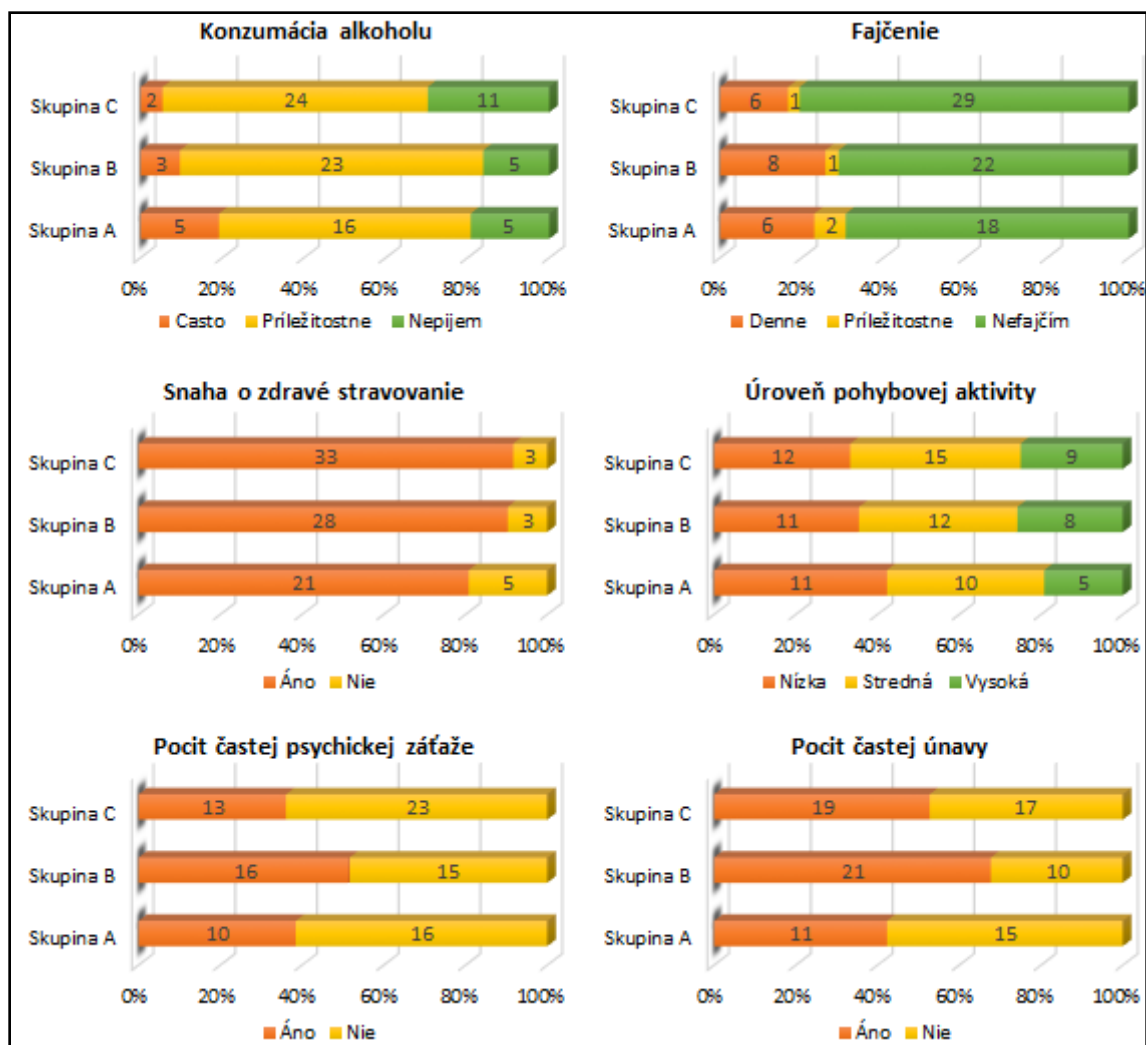 Konzumácia alkoholu
Skupina C 2 24 11
Skupina B 3 23 5
Skupina A 5 16 5
0% 20% 40% 60% 80% 100%
Casto Príležitostne Nepijem
Fajčenie
Skupina C 6 1 29
Skupina B 8 1 22
Skupina A 6 2 18
0% 20% 40% 60% 80% 100%
Denne Príležitostne Nefajčím
Snaha o zdravé stravovanie
Skupina C 33 3
Skupina B 28 3
Skupina A 21 5
0% 20% 40% 60% 80% 100%
Áno Nie
Úroveň pohybovej aktivity
Skupina C 12 15 9
Skupina B 11 12 8
Skupina A 11 10 5
0% 20% 40% 60% 80% 100%
Nízka Stredná Vysoká
Pocit častej psychickej záťaže
Skupina C 13 23
Skupina B 16 15
Skupina A 10 16
0% 20% 40% 60% 80% 100%
Áno Nie
Pocit častej únavy
Skupina C 19 17
Skupina B 21 10
Skupina A 11 15
0% 20% 40% 60% 80% 100%
Áno Nie